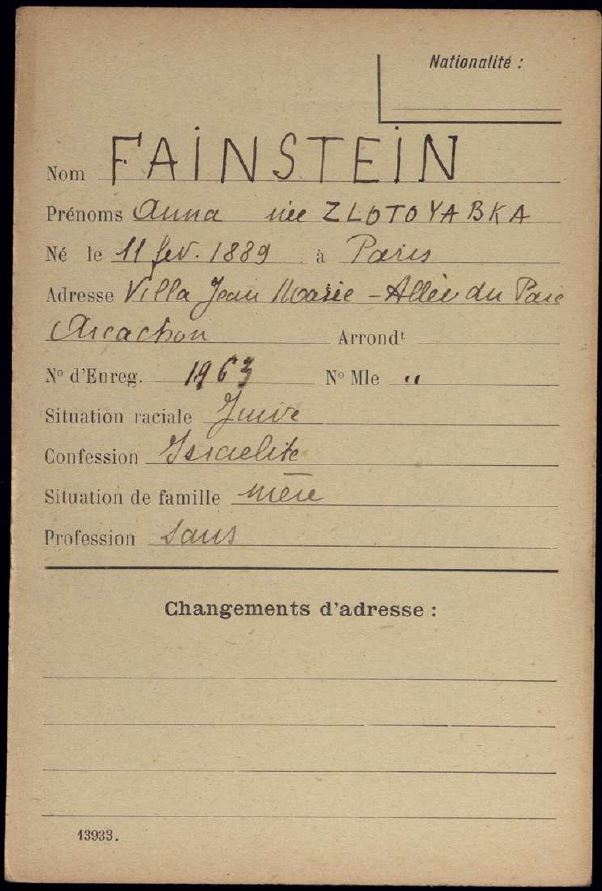 Nationalité :
Nom FAINSTEIN
Prénoms Anna née ZLOTOYABKA
Né le 11 fev. 1889 à Paris
Adresse Villa Jean Marie - Allée du Parc
Arcachon Arrondt
No d'Enreg. 1963 No Mle "
Situation raciale Juive
Confession Israelite
Situation de famille mère
Profession Sans
Changements d'adresse :
13933.